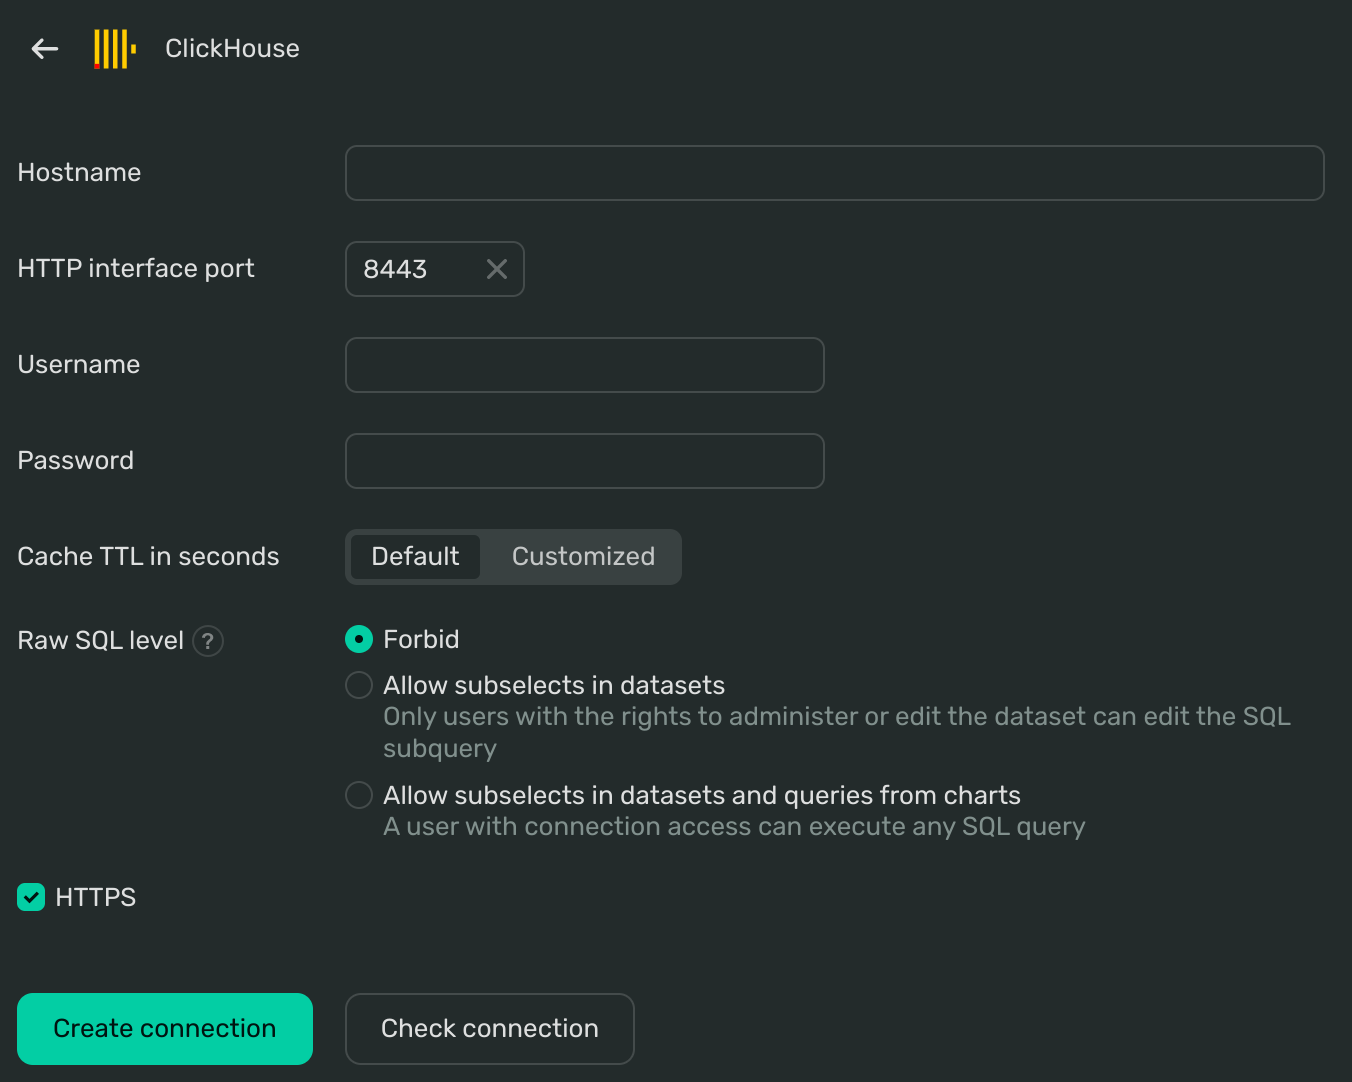 ClickHouse
Hostname
HTTP interface port
8443
Username
Password
Cache TTL in seconds
Default
Customized
Raw SQL level ?
Forbid
Allow subselects in datasets
Only users with the rights to administer or edit the dataset can edit the SQL
subquery
Allow subselects in datasets and queries from charts
A user with connection access can execute any SQL query
HTTPS
Create connection
Check connection